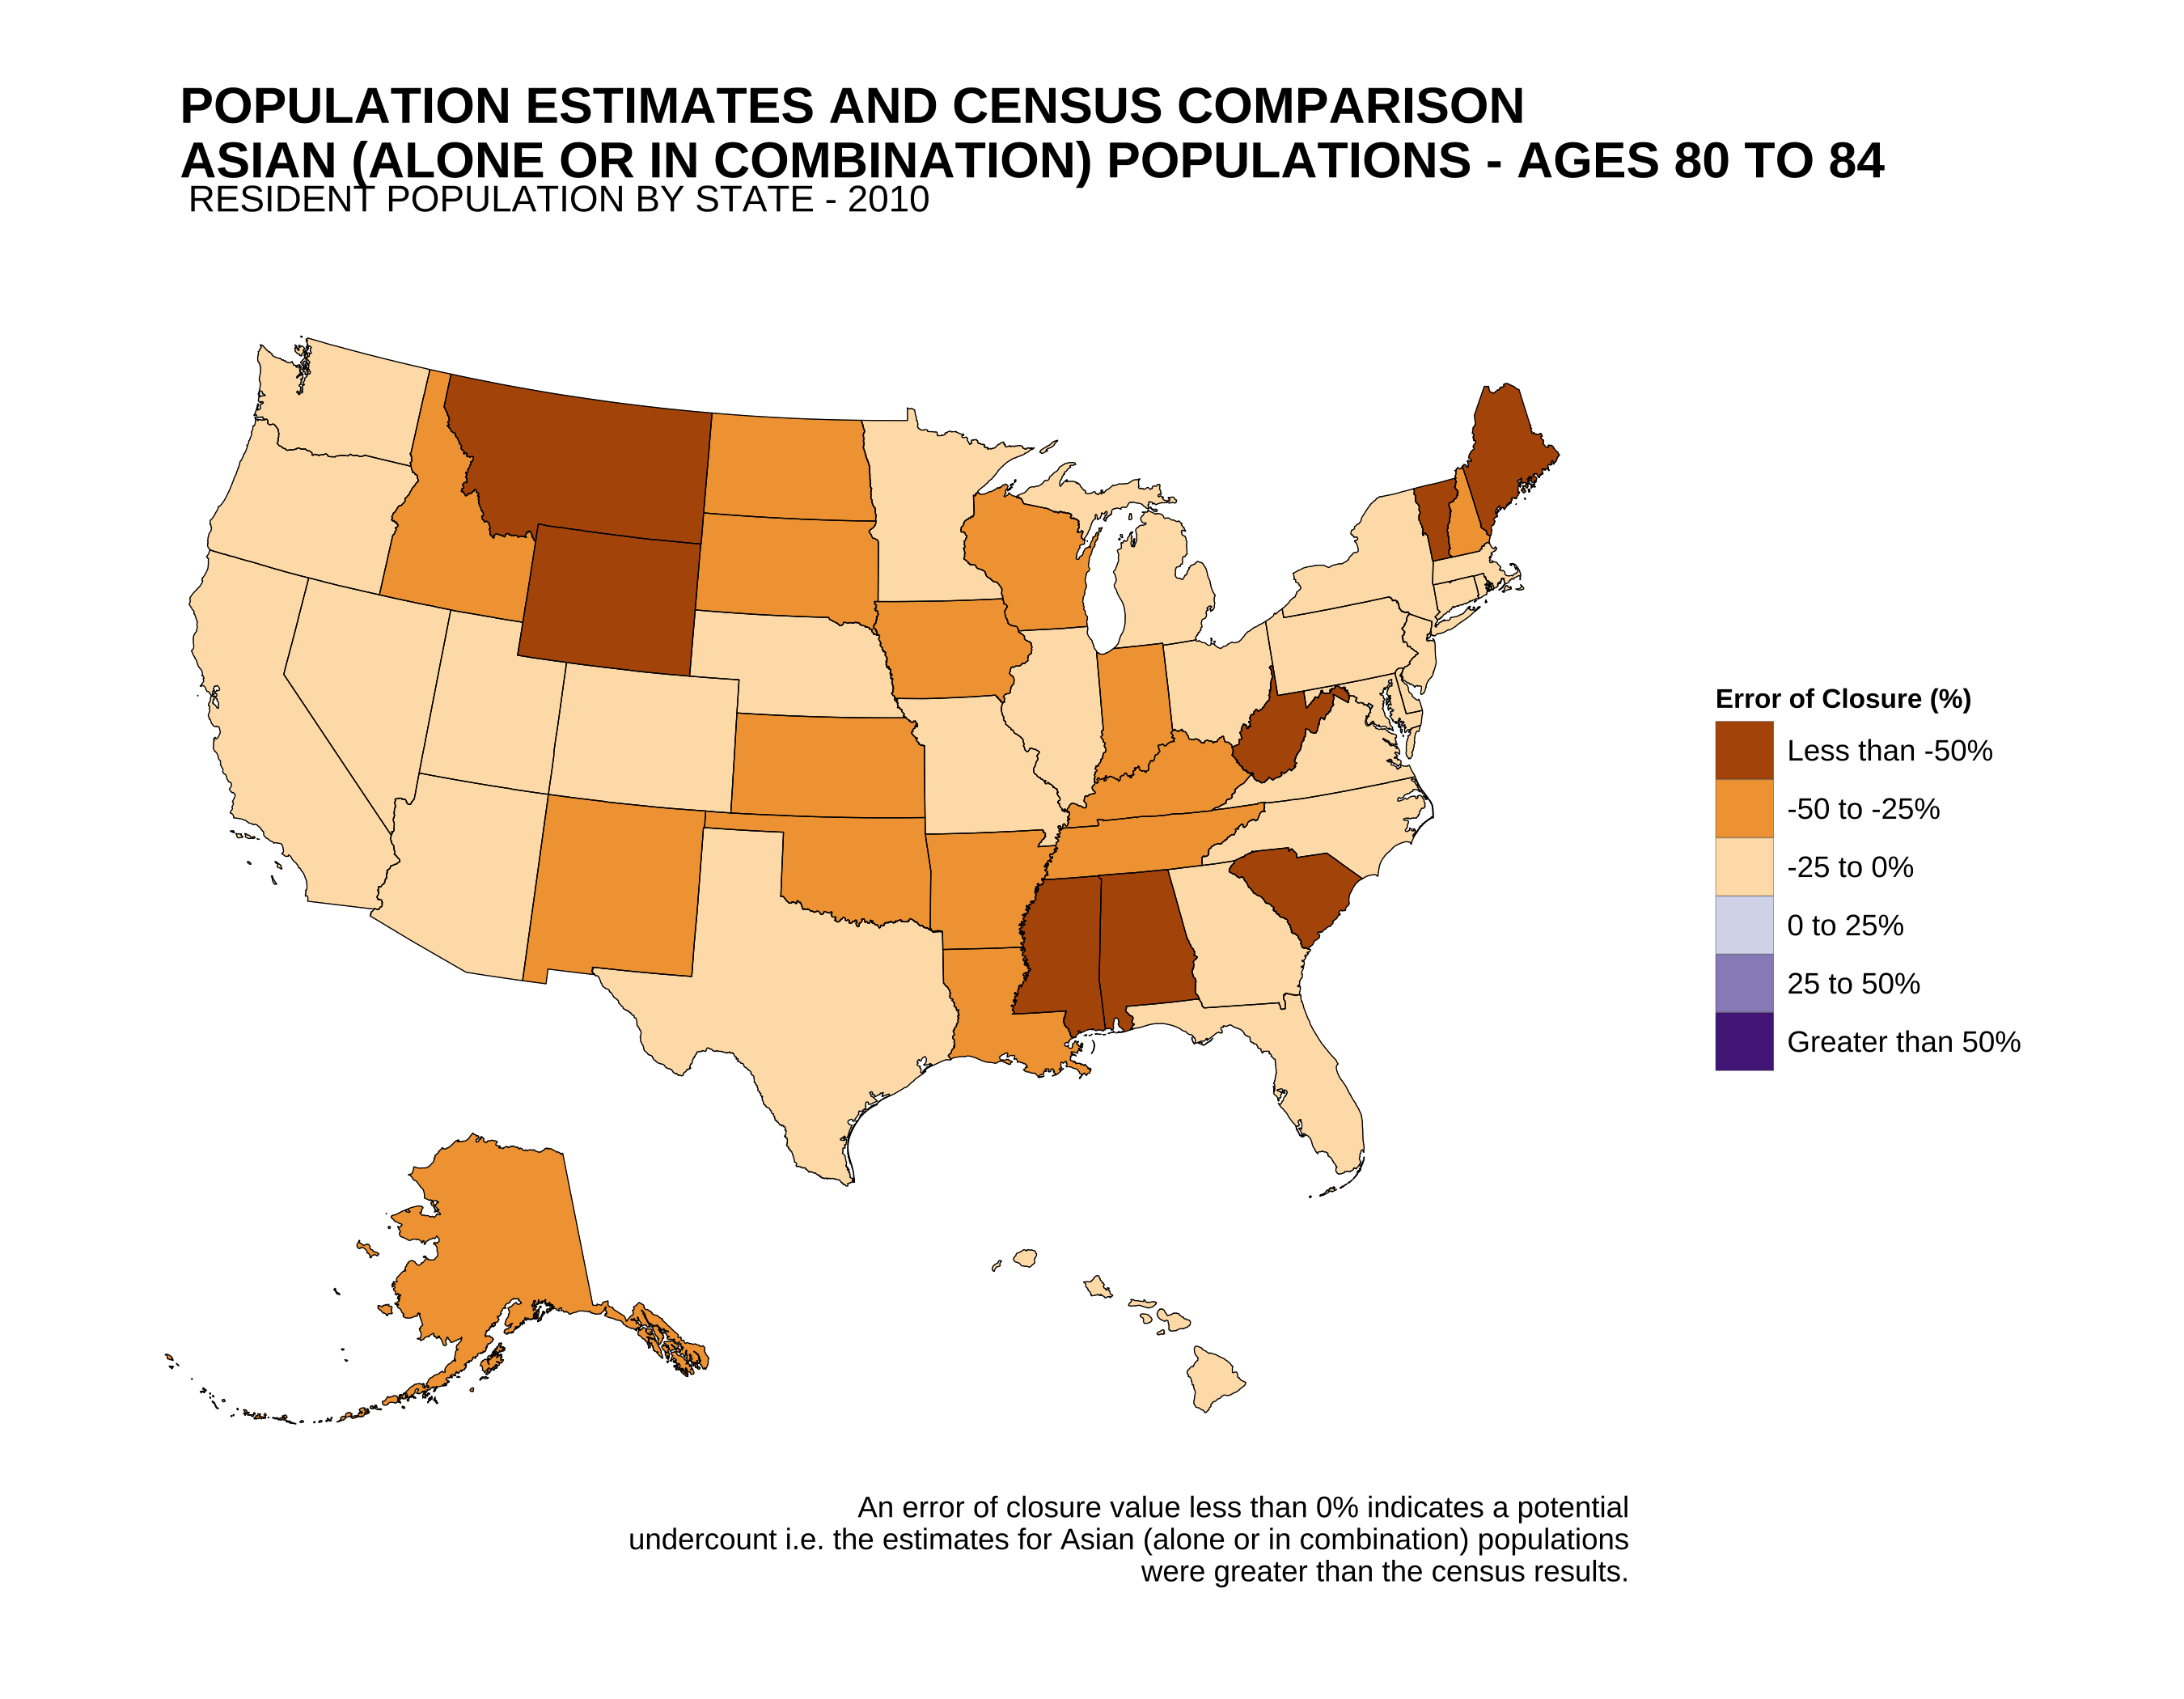 POPULATION ESTIMATES AND CENSUS COMPARISON
ASIAN (ALONE OR IN COMBINATION) POPULATIONS - AGES 80 TO 84
RESIDENT POPULATION BY STATE - 2010
Error of Closure (%)
Less than -50%
-50 to -25%
-25 to 0%
0 to 25%
25 to 50%
Greater than 50%
An error of closure value less than 0% indicates a potential
undercount i.e. the estimates for Asian (alone or in combination) populations
were greater than the census results.